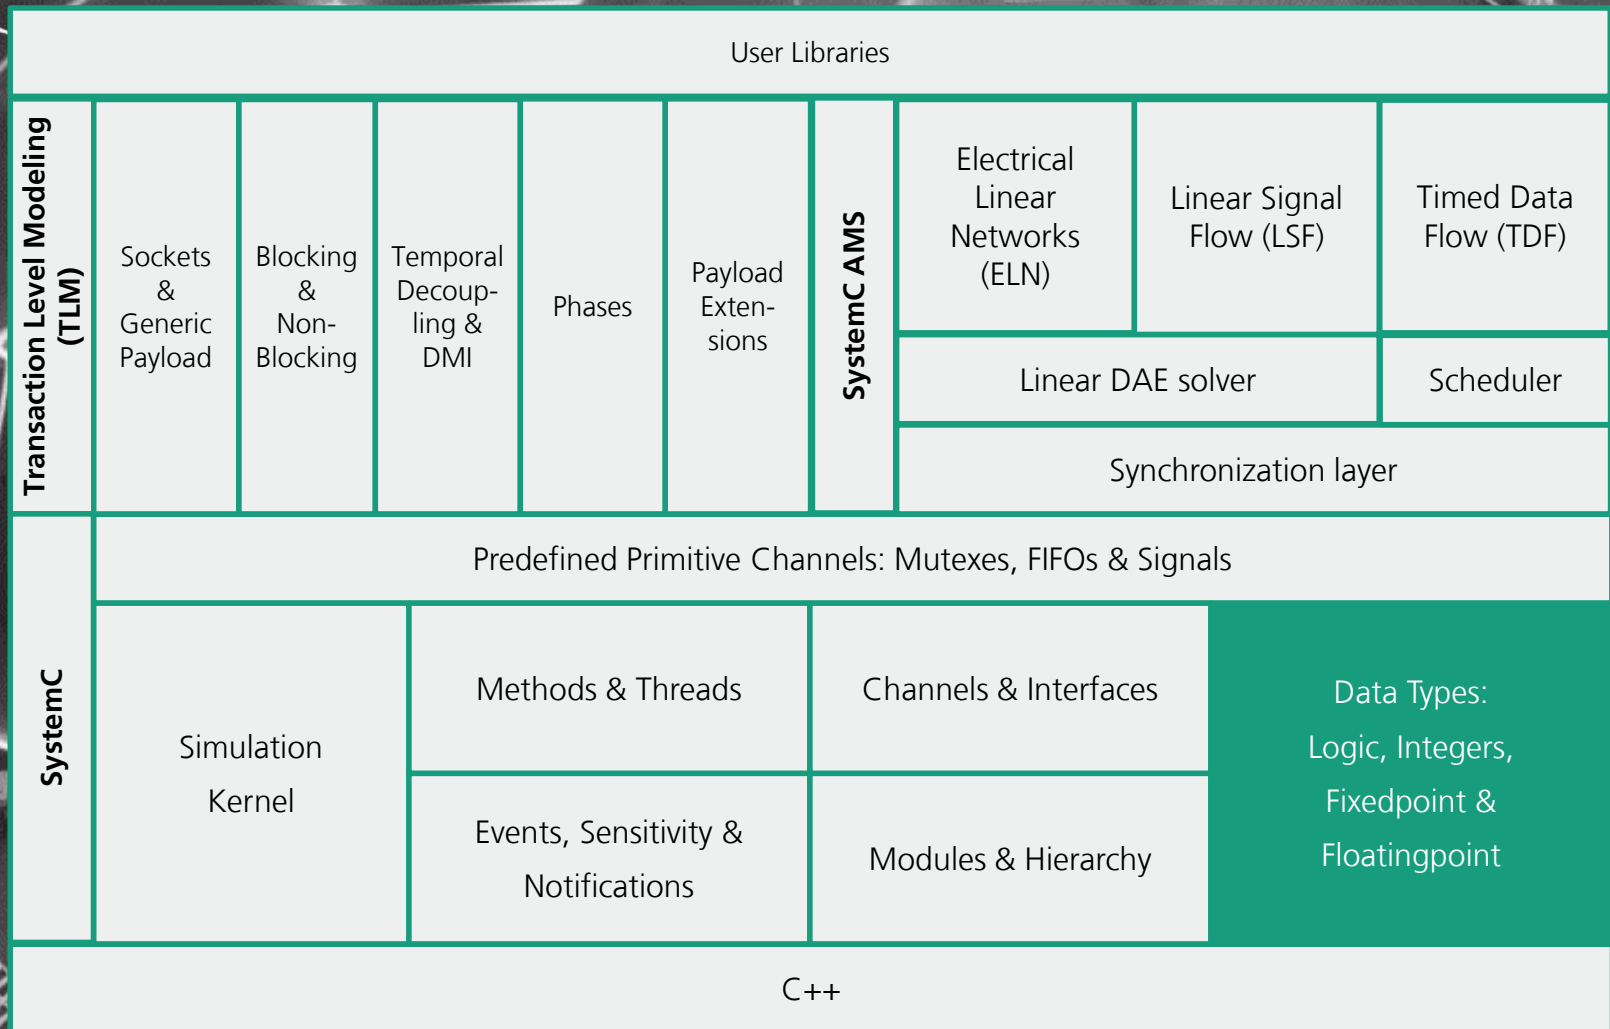 User Libraries
Transaction Level Modeling
(TLM)
Sockets
&
Generic
Payload
Blocking
&
Non-
Blocking
Temporal
Decoup-
ling &
DMI
Phases
Payload
Exten-
sions
SystemC AMS
Electrical
Linear
Networks
(ELN)
Linear Signal
Flow (LSF)
Timed Data
Flow (TDF)
Linear DAE solver
Scheduler
Synchronization layer
SystemC
Predefined Primitive Channels: Mutexes, FIFOs & Signals
Simulation
Kernel
Methods & Threads
Channels & Interfaces
Events, Sensitivity &
Notifications
Modules & Hierarchy
Data Types:
Logic, Integers,
Fixedpoint &
Floatingpoint
C++